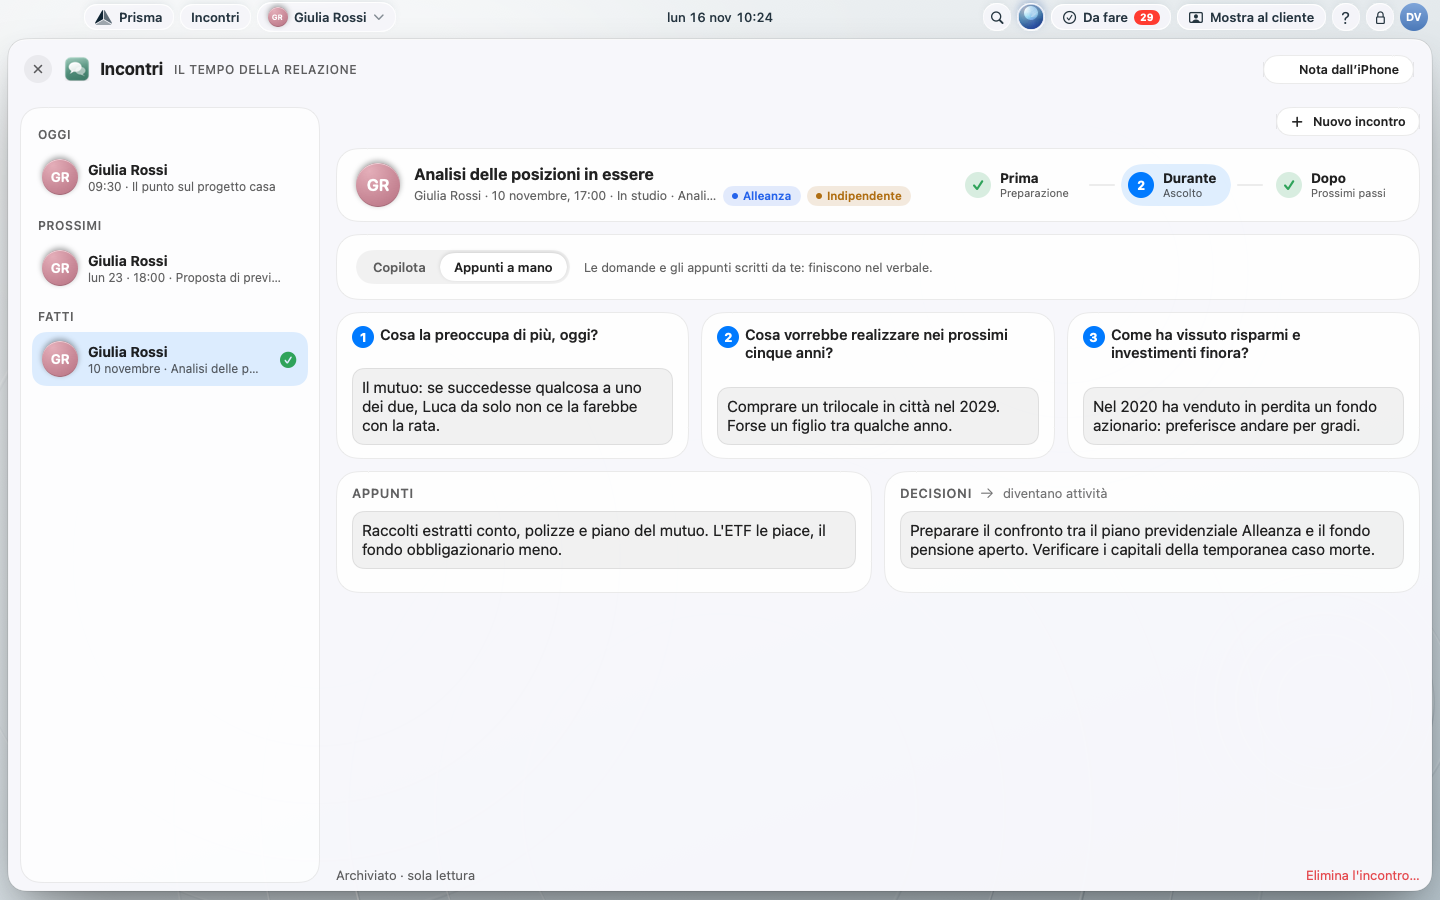 Prisma
Incontri
GR Giulia Rossi
lun 16 nov 10:24
Da fare 29
Mostra al cliente
?
DV
Incontri IL TEMPO DELLA RELAZIONE
Nota dall'iPhone
+ Nuovo incontro
OGGI
GR
Giulia Rossi
09:30 · Il punto sul progetto casa
PROSSIMI
GR
Giulia Rossi
lun 23 · 18:00 · Proposta di previ...
FATTI
GR
Giulia Rossi
10 novembre · Analisi delle p...
GR
Analisi delle posizioni in essere
Giulia Rossi · 10 novembre, 17:00 · In studio · Anali... Alleanza Indipendente
Prima
Preparazione
2
Durante
Ascolto
Dopo
Prossimi passi
Copilota
Appunti a mano
Le domande e gli appunti scritti da te: finiscono nel verbale.
1 Cosa la preoccupa di più, oggi?
Il mutuo: se succedesse qualcosa a uno
dei due, Luca da solo non ce la farebbe
con la rata.
2 Cosa vorrebbe realizzare nei prossimi
cinque anni?
Comprare un trilocale in città nel 2029.
Forse un figlio tra qualche anno.
3 Come ha vissuto risparmi e
investimenti finora?
Nel 2020 ha venduto in perdita un fondo
azionario: preferisce andare per gradi.
APPUNTI
Raccolti estratti conto, polizze e piano del mutuo. L'ETF le piace, il
fondo obbligazionario meno.
DECISIONI → diventano attività
Preparare il confronto tra il piano previdenziale Alleanza e il fondo
pensione aperto. Verificare i capitali della temporanea caso morte.
Archiviato · sola lettura
Elimina l'incontro...